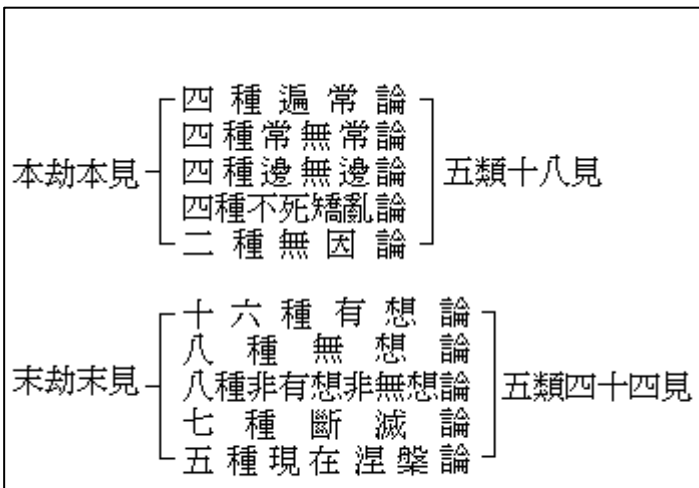 四種遍常論
四種常無常論
本劫本見
四種邊無邊論
五類十八見
四種不死矯亂論
二種無因論
十六種有想論
八種無想論
末劫末見
八種非有想非無想論
五類四十四見
七種斷滅論
五種現在涅槃論